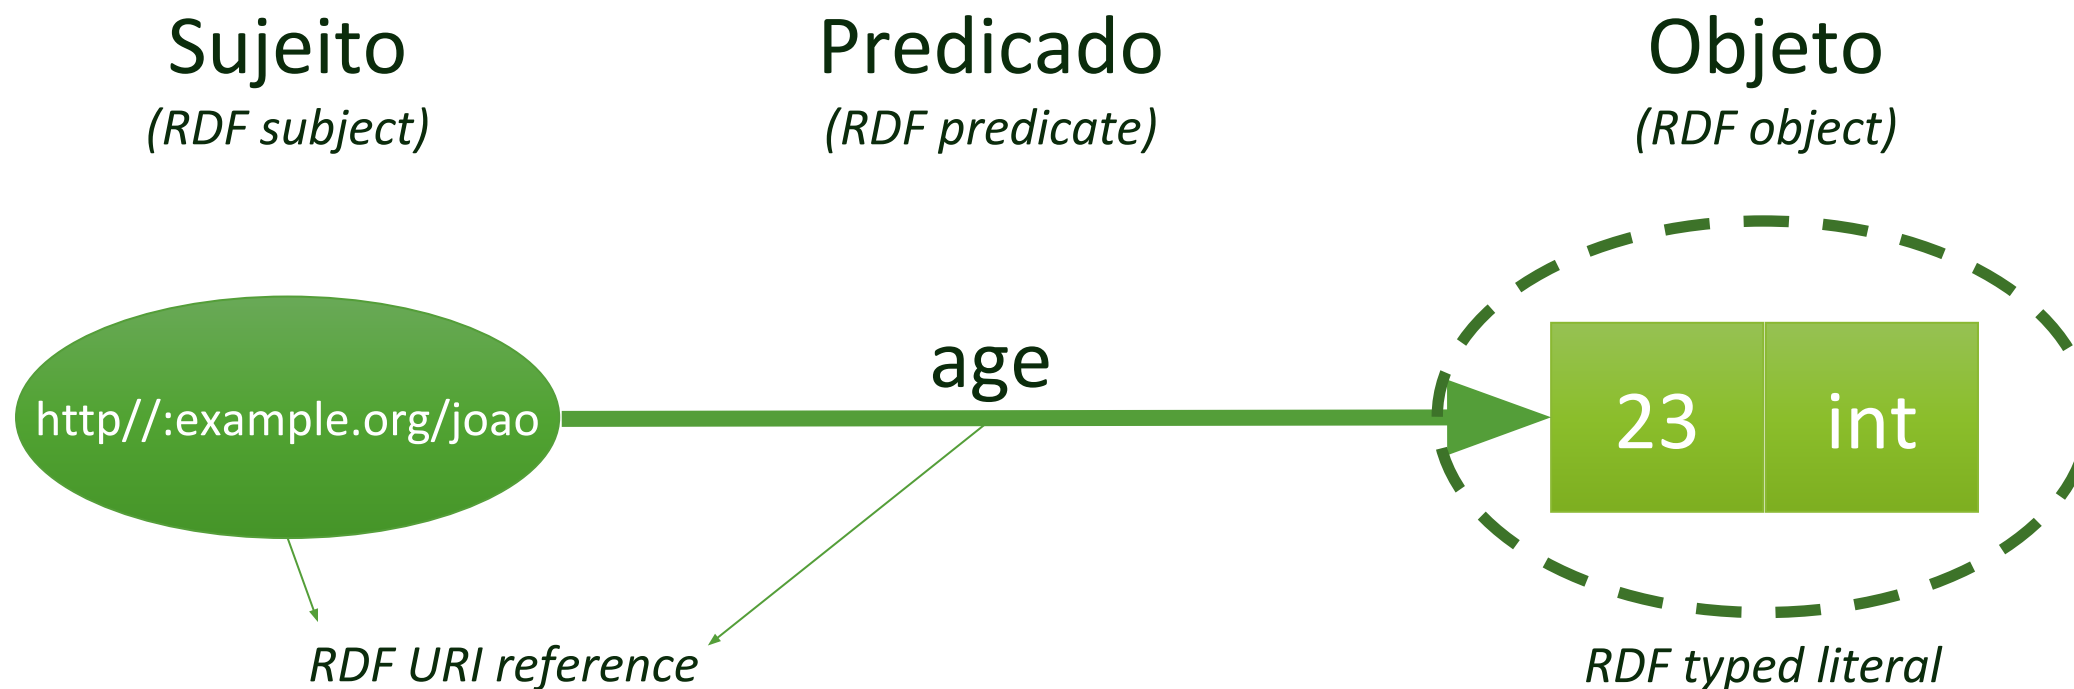 Sujeito
(RDF subject)
Predicado
(RDF predicate)
Objeto
(RDF object)
http//:example.org/joao
age
23
int
RDF URI reference
RDF typed literal